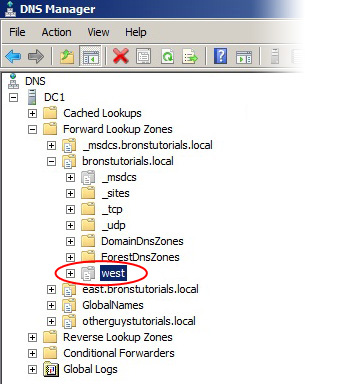 DNS Manager
File Action View Help
DNS
DC1
Cached Lookups
Forward Lookup Zones
_msdcs.bronstutorials.local
bronstutorials.local
_msdcs
_sites
_tcp
_udp
DomainDnsZones
ForestDnsZones
west
east.bronstutorials.local
GlobalNames
otherguystutorials.local
Reverse Lookup Zones
Conditional Forwarders
Global Logs